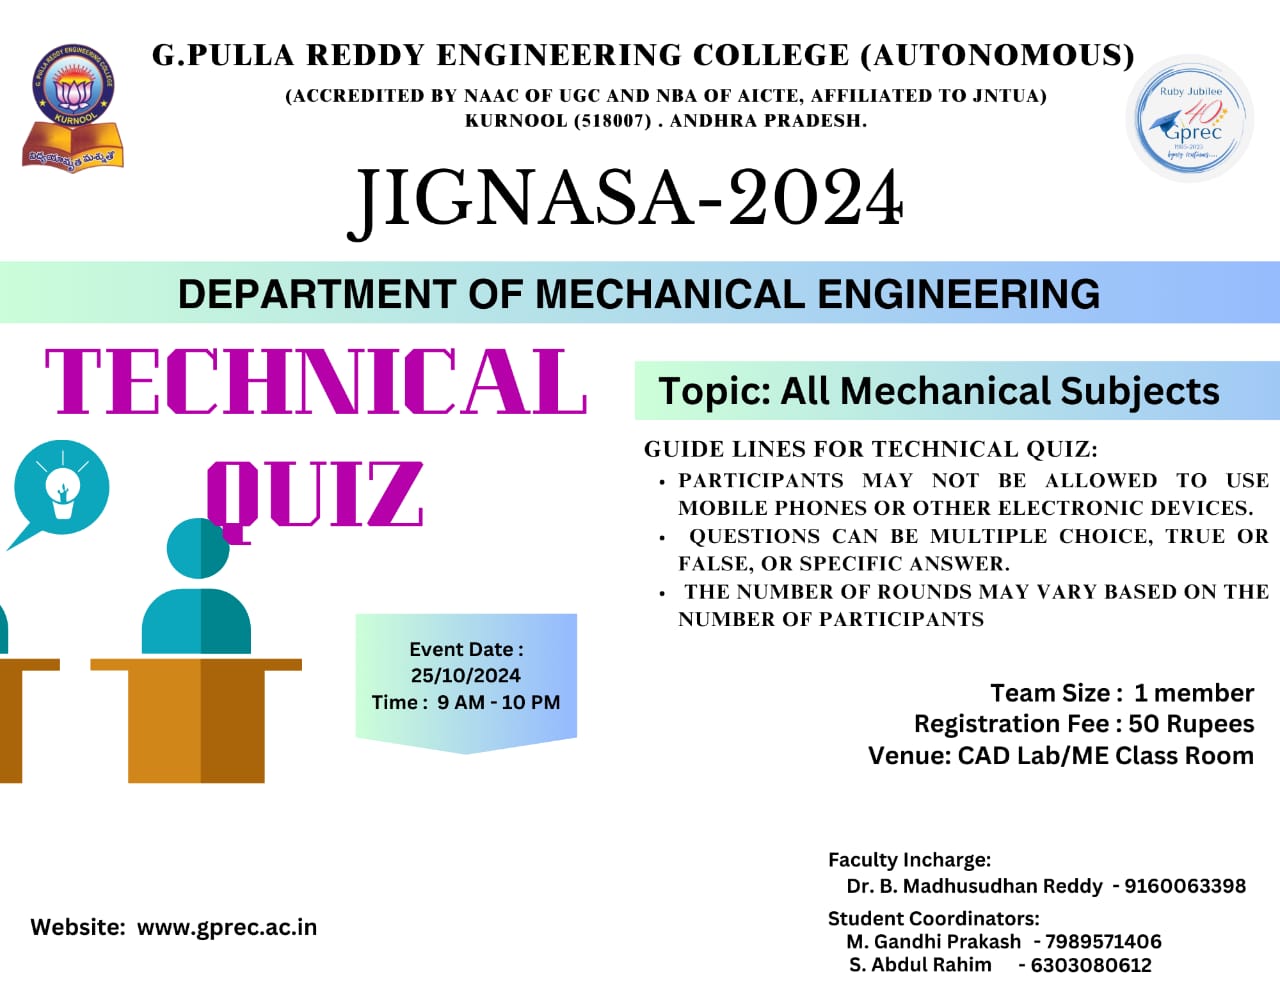 G.PULLA REDDY ENGINEERING COLLEGE (AUTONOMOUS)
(ACCREDITED BY NAAC OF UGC AND NBA OF AICTE, AFFILIATED TO JNTUA)
KURNOOL (518007) . ANDHRA PRADESH.
G. PULLA REDDY ENGINEERING COLLEGE
KURNOOL
Ruby Jubilee
40
Gprec
JIGNASA-2024
DEPARTMENT OF MECHANICAL ENGINEERING
TECHNICAL
QUIZ
Event Date :
25/10/2024
Time : 9 AM - 10 PM
Topic: All Mechanical Subjects
GUIDE LINES FOR TECHNICAL QUIZ:
• PARTICIPANTS MAY NOT BE ALLOWED TO USE
MOBILE PHONES OR OTHER ELECTRONIC DEVICES.
• QUESTIONS CAN BE MULTIPLE CHOICE, TRUE OR
FALSE, OR SPECIFIC ANSWER.
• THE NUMBER OF ROUNDS MAY VARY BASED ON THE
NUMBER OF PARTICIPANTS
Team Size : 1 member
Registration Fee : 50 Rupees
Venue: CAD Lab/ME Class Room
Faculty Incharge:
Dr. B. Madhusudhan Reddy - 9160063398
Student Coordinators:
M. Gandhi Prakash - 7989571406
S. Abdul Rahim - 6303080612
Website: www.gprec.ac.in